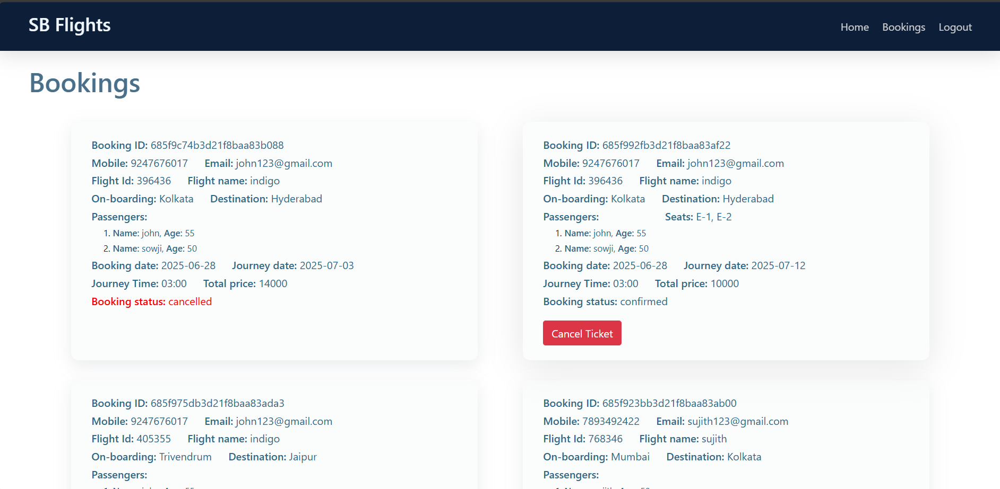 SB Flights
Home Bookings Logout
Bookings
Booking ID: 685f9c74b3d21f8baa83b088
Mobile: 9247676017 Email: john123@gmail.com
Flight Id: 396436 Flight name: indigo
On-boarding: Kolkata Destination: Hyderabad
Passengers:
1. Name: john, Age: 55
2. Name: sowji, Age: 50
Booking date: 2025-06-28 Journey date: 2025-07-03
Journey Time: 03:00 Total price: 14000
Booking status: cancelled
Booking ID: 685f992fb3d21f8baa83af22
Mobile: 9247676017 Email: john123@gmail.com
Flight Id: 396436 Flight name: indigo
On-boarding: Kolkata Destination: Hyderabad
Passengers: Seats: E-1, E-2
1. Name: john, Age: 55
2. Name: sowji, Age: 50
Booking date: 2025-06-28 Journey date: 2025-07-12
Journey Time: 03:00 Total price: 10000
Booking status: confirmed
Cancel Ticket
Booking ID: 685f975db3d21f8baa83ada3
Mobile: 9247676017 Email: john123@gmail.com
Flight Id: 405355 Flight name: indigo
On-boarding: Trivendrum Destination: Jaipur
Passengers:
Booking ID: 685f923bb3d21f8baa83ab00
Mobile: 7893492422 Email: sujith123@gmail.com
Flight Id: 768346 Flight name: sujith
On-boarding: Mumbai Destination: Kolkata
Passengers: